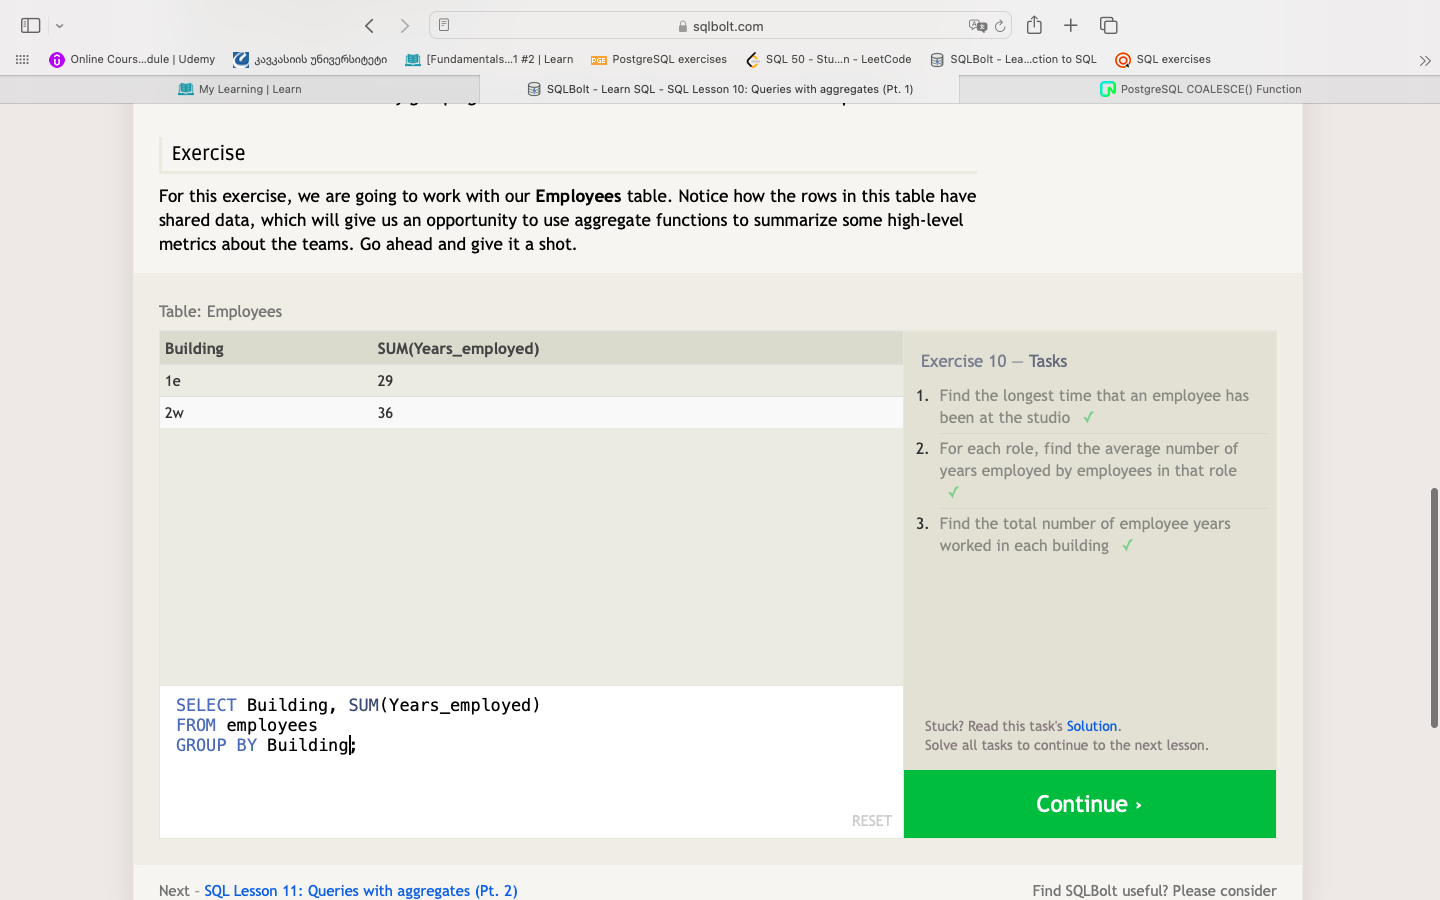 sqlbolt.com
Online Cours...dule | Udemy
კავკასიის უნივერსიტეტი
[Fundamentals...1 #2 | Learn
PGE PostgreSQL exercises
SQL 50 - Stu...n - LeetCode
SQLBolt - Lea...ction to SQL
SQL exercises
My Learning | Learn
SQLBolt - Learn SQL - SQL Lesson 10: Queries with aggregates (Pt. 1)
PostgreSQL COALESCE() Function
Exercise
For this exercise, we are going to work with our Employees table. Notice how the rows in this table have
shared data, which will give us an opportunity to use aggregate functions to summarize some high-level
metrics about the teams. Go ahead and give it a shot.
Table: Employees
Building SUM(Years_employed)
1e 29
2w 36
SELECT Building, SUM(Years_employed)
FROM employees
GROUP BY Building;
RESET
Exercise 10 — Tasks
1. Find the longest time that an employee has
been at the studio ✓
2. For each role, find the average number of
years employed by employees in that role
✓
3. Find the total number of employee years
worked in each building ✓
Stuck? Read this task's Solution.
Solve all tasks to continue to the next lesson.
Continue ›
Next – SQL Lesson 11: Queries with aggregates (Pt. 2)
Find SQLBolt useful? Please consider